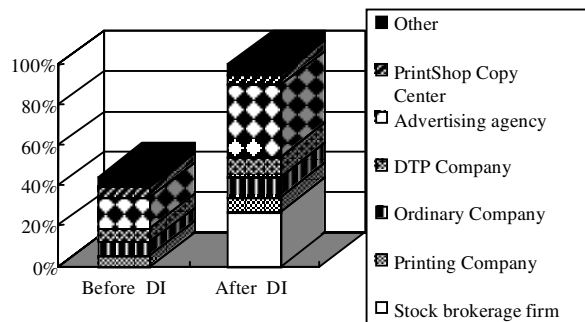 100%
80%
60%
40%
20%
0%
Before DI After DI
Other
PrintShop Copy
Center
Advertising agency
DTP Company
Ordinary Company
Printing Company
Stock brokerage firm